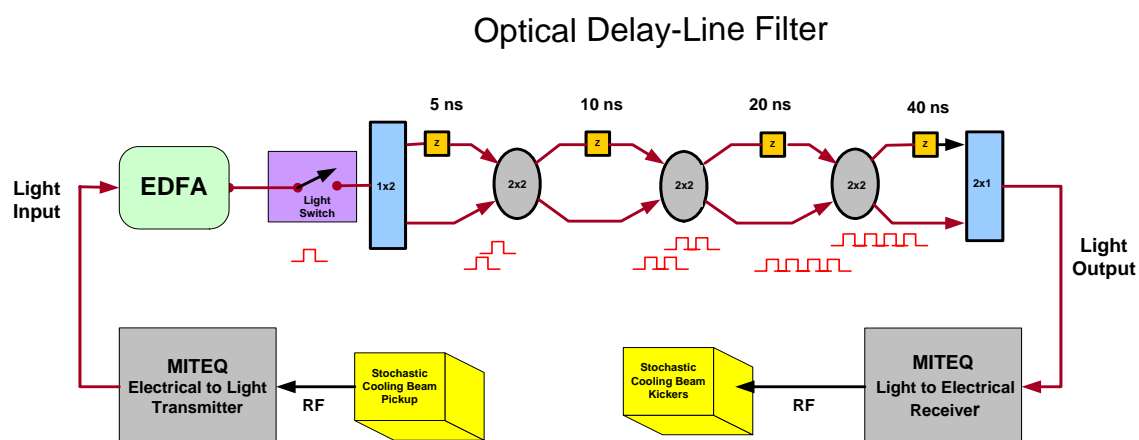 Optical Delay-Line Filter
5 ns
10 ns
20 ns
40 ns
z
z
z
z
Light
Input
EDFA
Light
Switch
1x2
2x2
2x2
2x2
2x1
Light
Output
MITEQ
Electrical to Light
Transmitter
RF
Stochastic
Cooling Beam
Pickup
Stochastic
Cooling Beam
Kickers
RF
MITEQ
Light to Electrical
Receiver